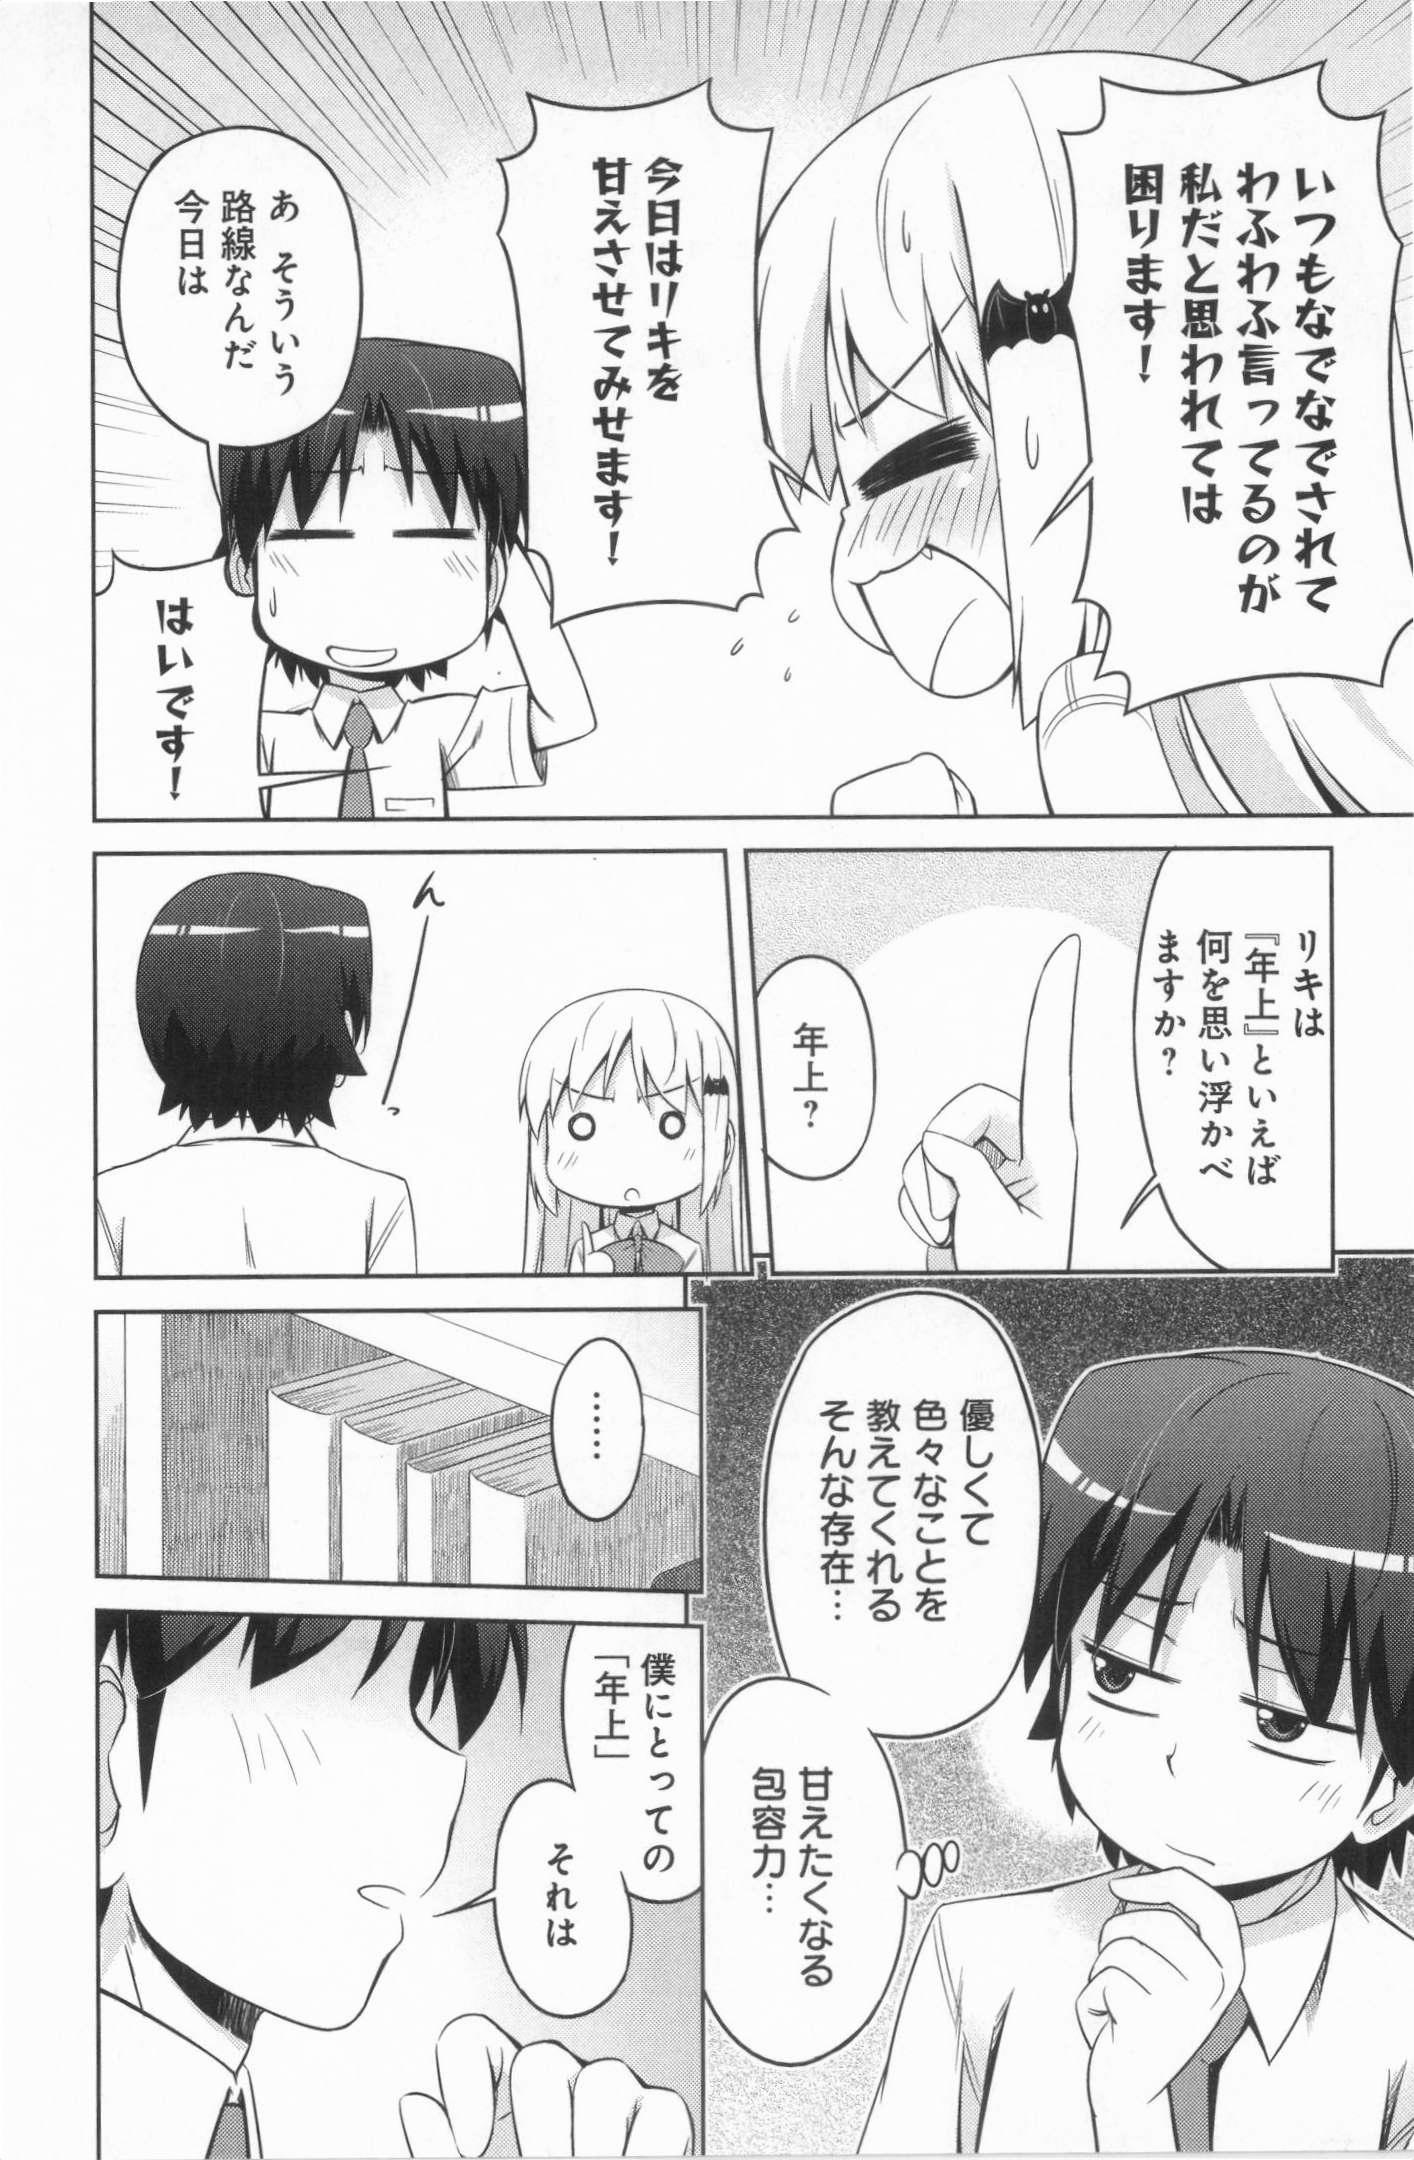 いつもなでなでされて
わふわふ言ってるのが
私だと思われては
困ります！
今日はリキを
甘えさせてみせます！
あ そういう
路線なんだ
今日は
はいです！
リキは
『年上』といえば
何を思い浮かべ
ますか？
年上？
んーっ
優しくて
色々なことを
教えてくれる
そんな存在…
甘えたくなる
包容力…
……
僕にとっての
「年上」
それは